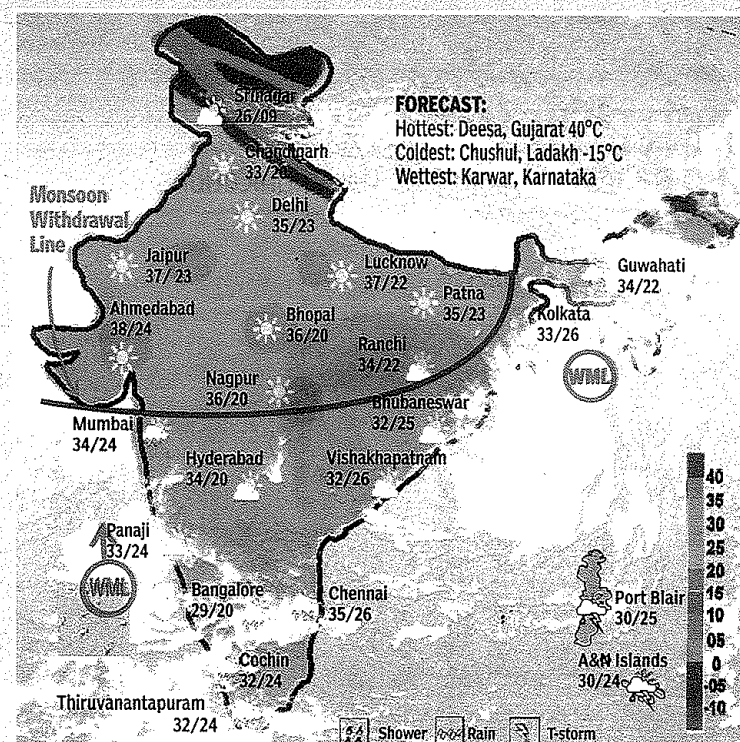 Srinagar
26/09
FORECAST:
Hottest: Deesa, Gujarat 40°C
Coldest: Chushul, Ladakh -15°C
Wettest: Karwar, Karnataka
Chandigarh
33/20
Monsoon
Withdrawal
Line
Delhi
35/23
Jaipur
37/23
Lucknow
37/22
Guwahati
34/22
Ahmedabad
38/24
Bhopal
36/20
Patna
35/23
Kolkata
33/26
Ranchi
34/22
Nagpur
36/20
WML
Bhubaneswar
32/25
Mumbai
34/24
Hyderabad
34/20
Vishakhapatnam
32/26
40
35
30
25
20
15
10
05
0
-05
-10
Panaji
33/24
WML
Bangalore
29/20
Chennai
35/26
Port Blair
30/25
Cochin
32/24
A&N Islands
30/24
Thiruvanantapuram
32/24
Shower Rain T-storm